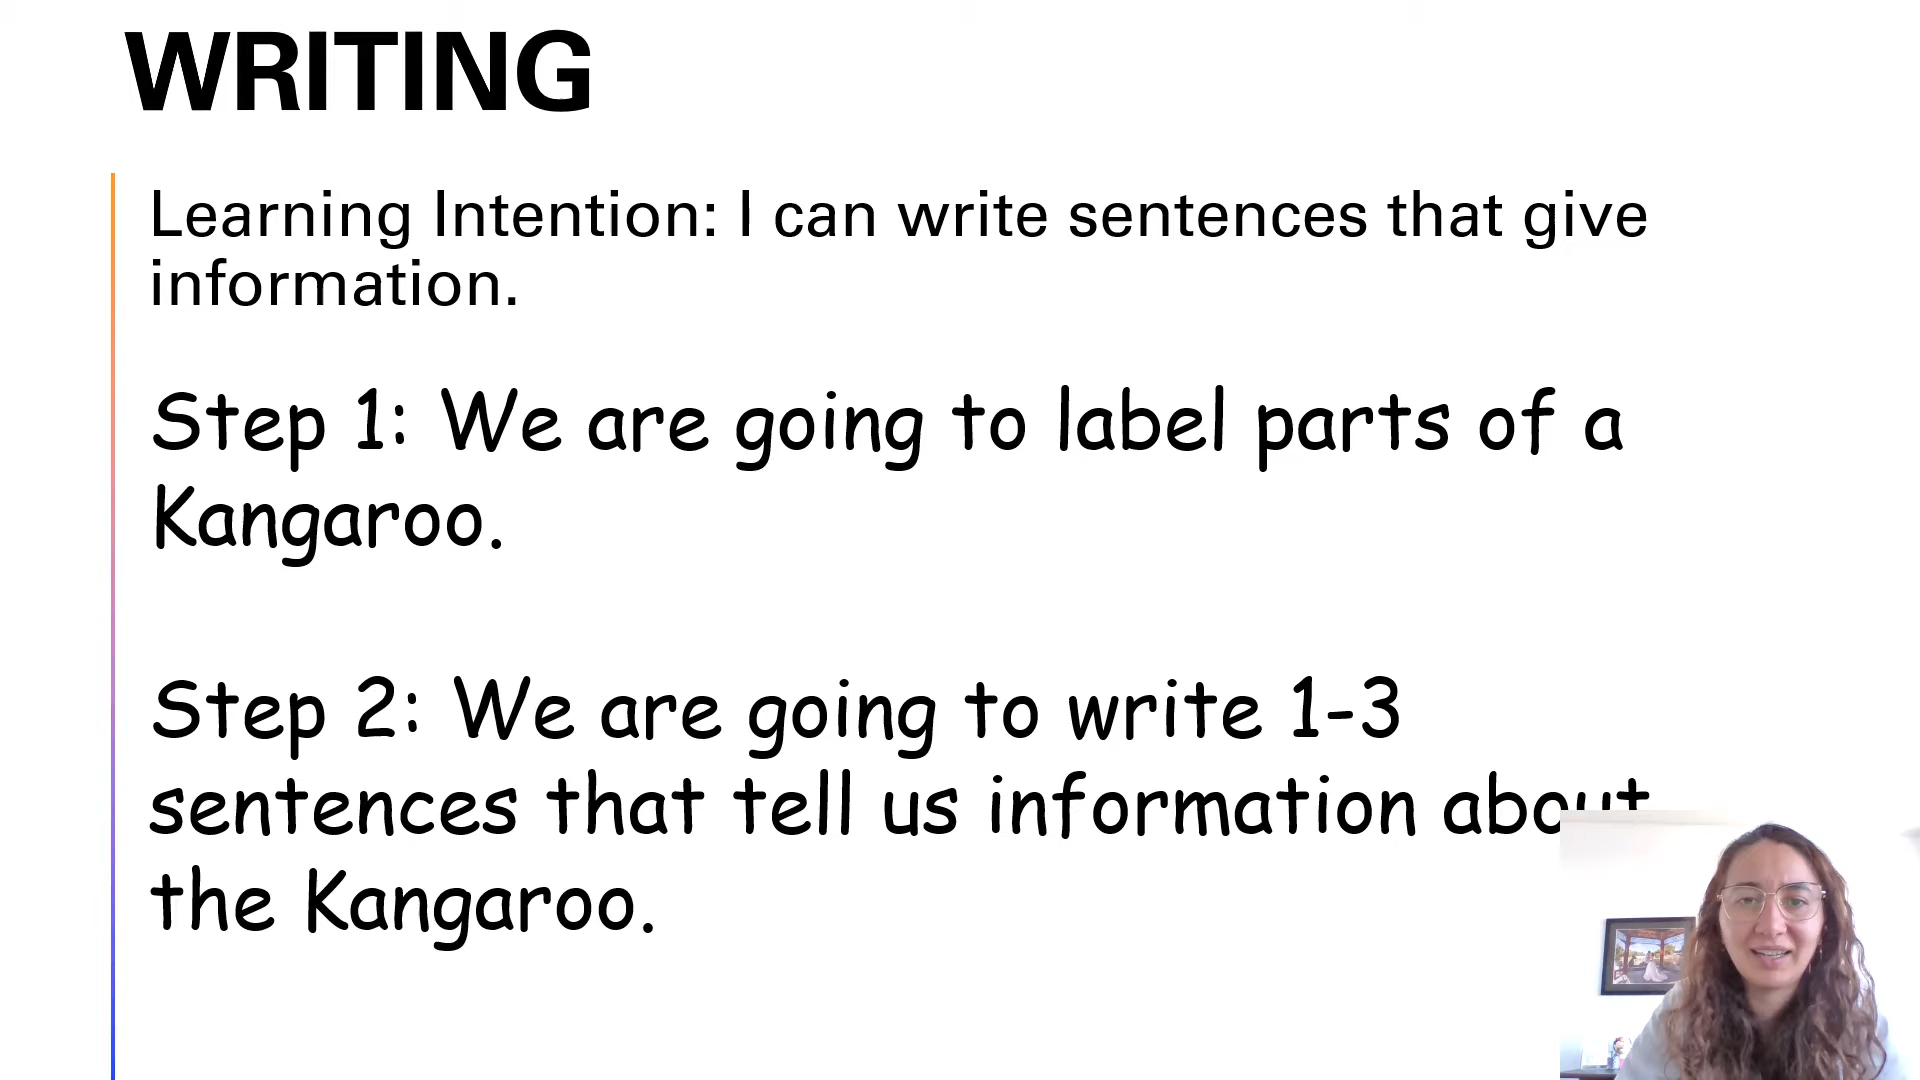 WRITING
Learning Intention: I can write sentences that give
information.
Step 1: We are going to label parts of a
Kangaroo.
Step 2: We are going to write 1-3
sentences that tell us information about
the Kangaroo.